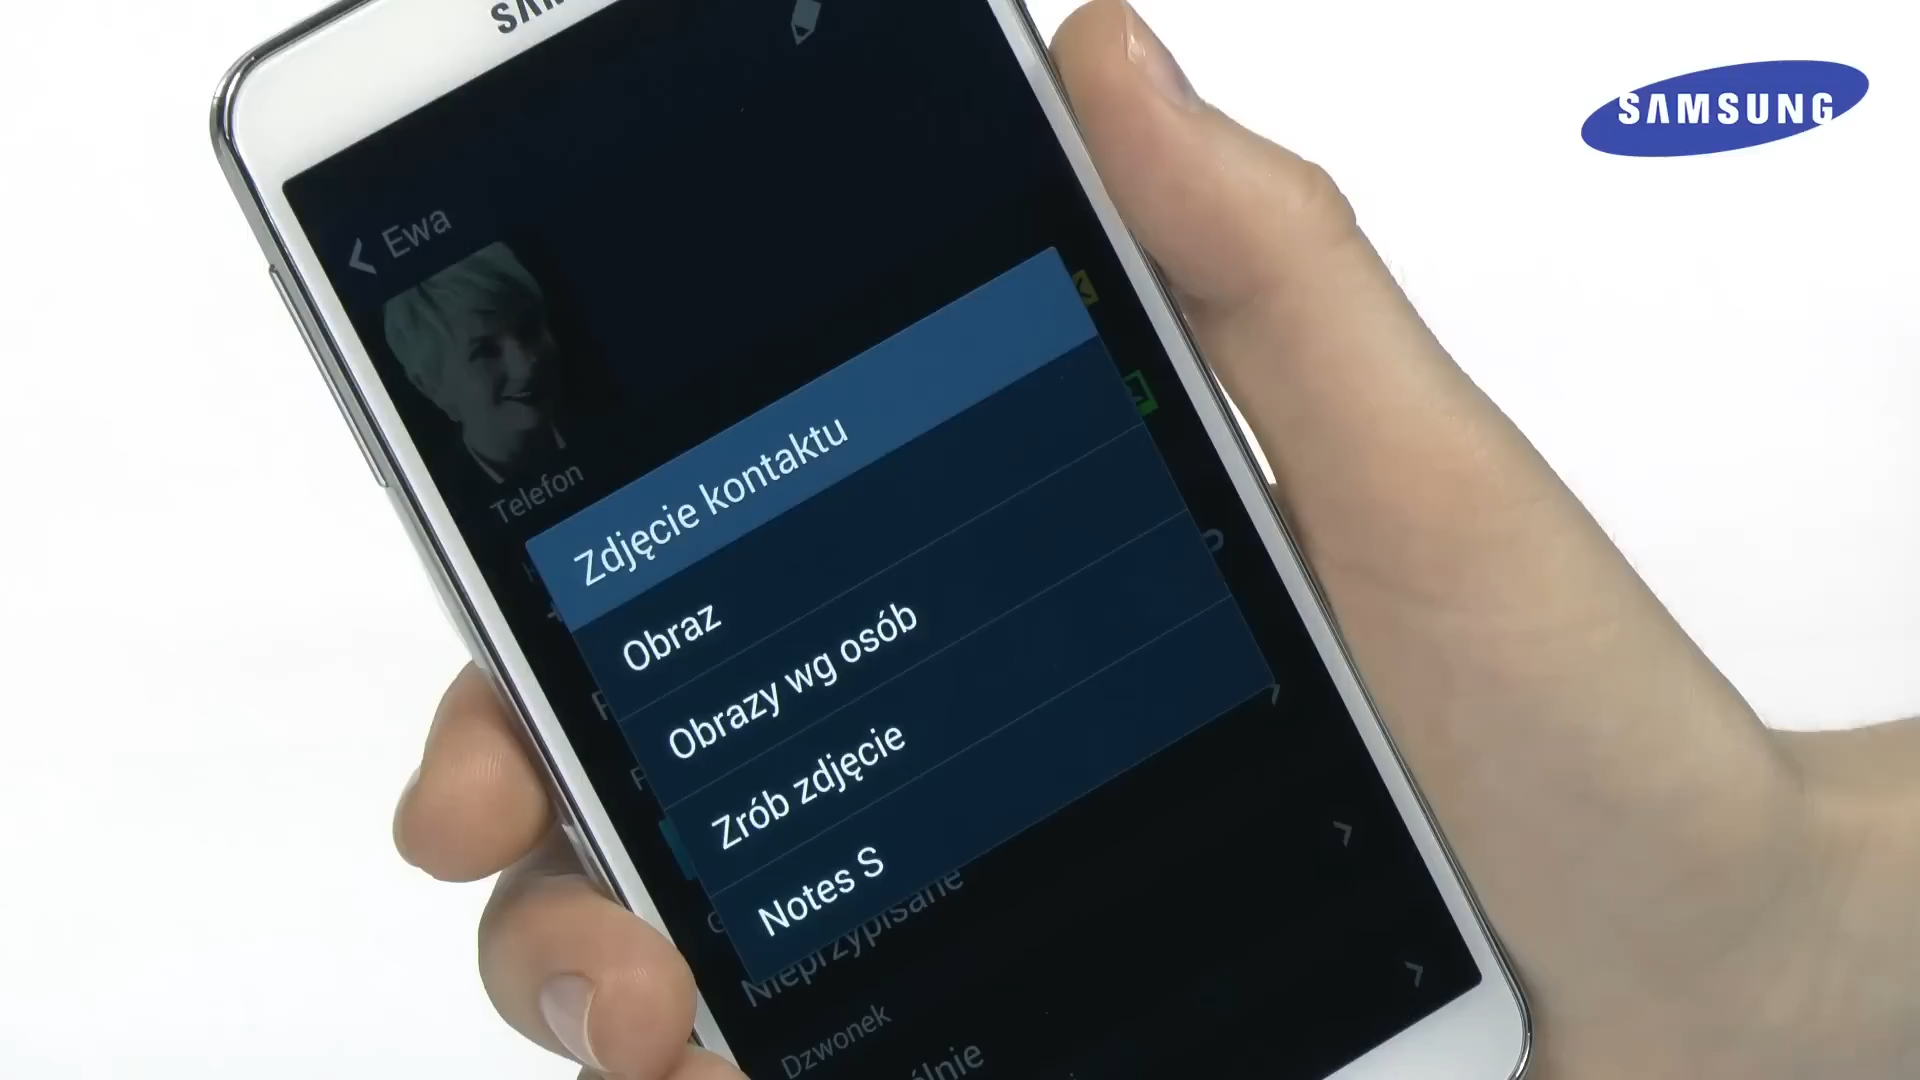 SAMSUNG
Ewa
Telefon
Zdjęcie kontaktu
Obraz
Obrazy wg osób
Zrób zdjęcie
Notes S
Nieprzypisane
Dzwonek